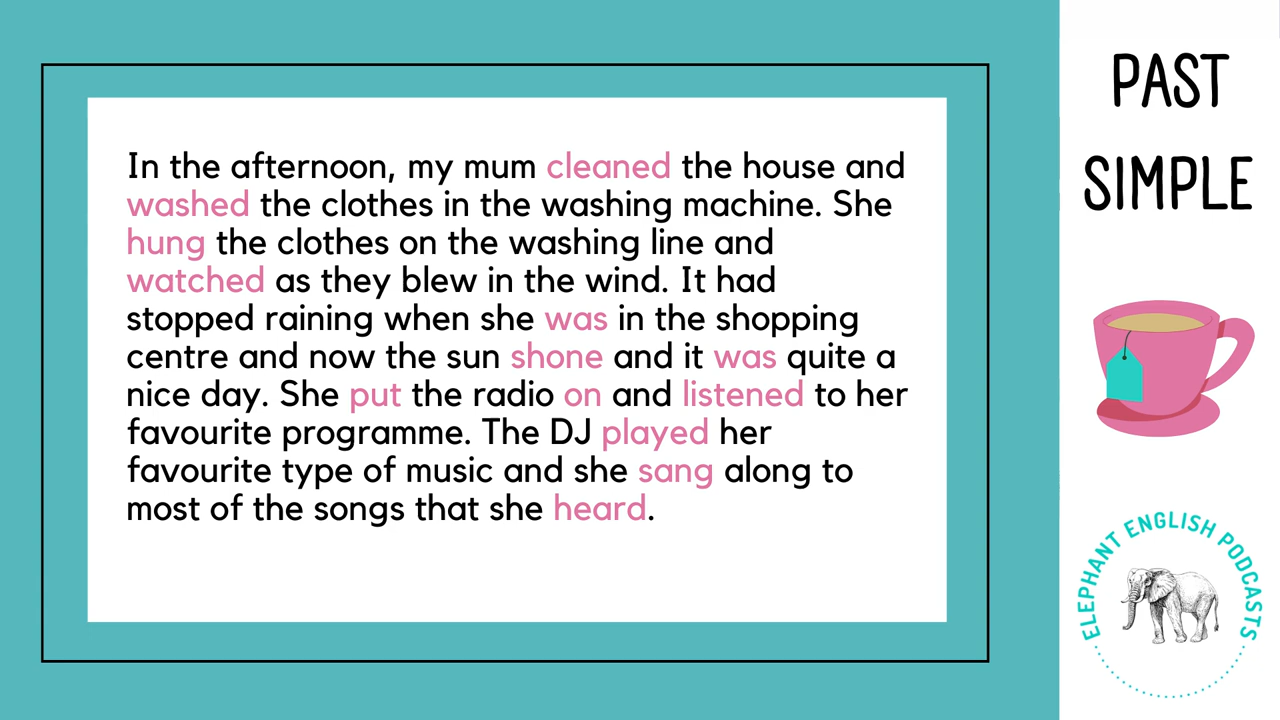 In the afternoon, my mum cleaned the house and
washed the clothes in the washing machine. She
hung the clothes on the washing line and
watched as they blew in the wind. It had
stopped raining when she was in the shopping
centre and now the sun shone and it was quite a
nice day. She put the radio on and listened to her
favourite programme. The DJ played her
favourite type of music and she sang along to
most of the songs that she heard.
PAST
SIMPLE
ELEPHANT ENGLISH PODCASTS